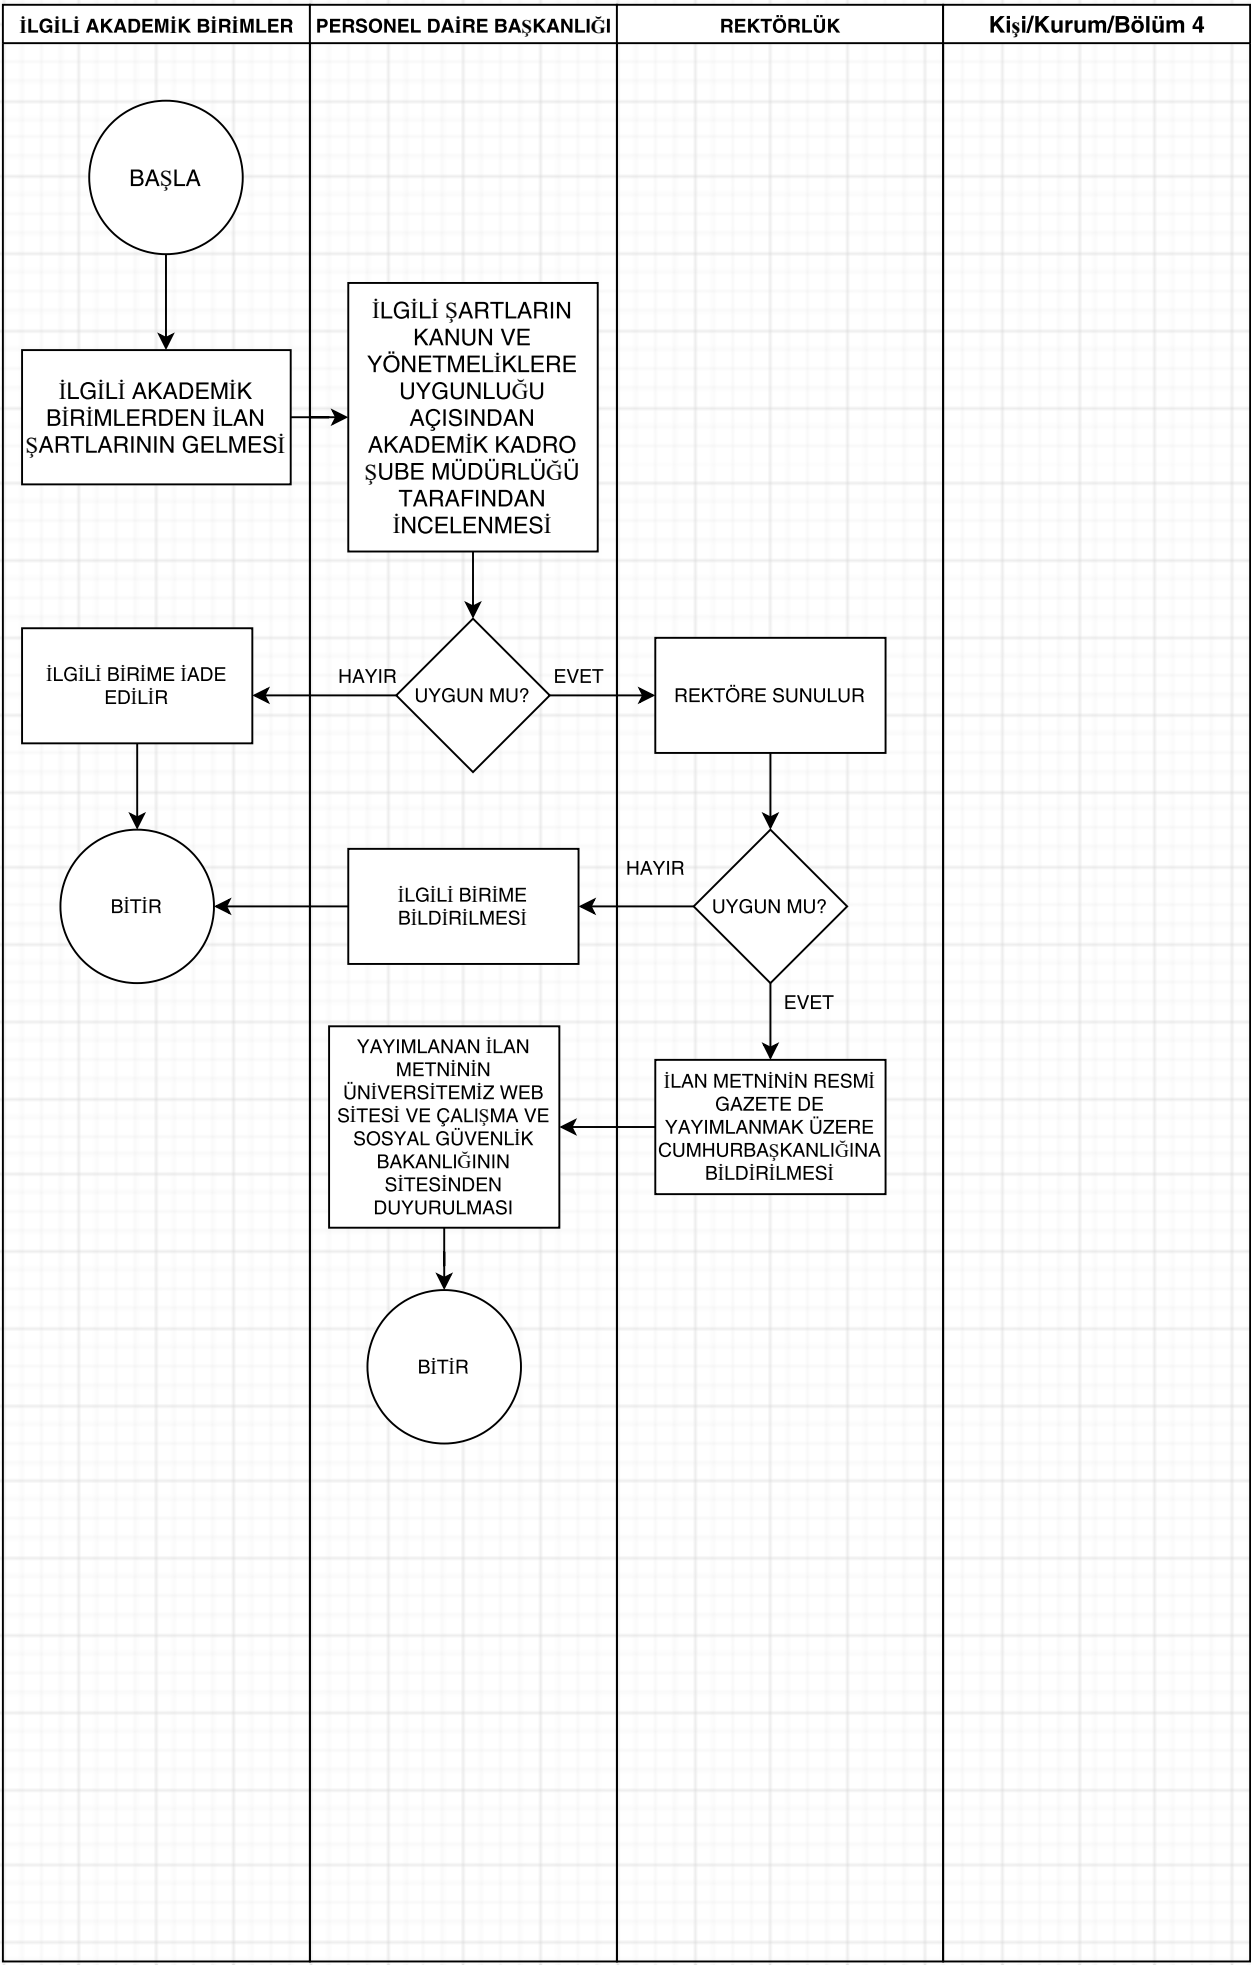 İLGİLİ AKADEMİK BİRİMLER
PERSONEL DAİRE BAŞKANLIĞI
REKTÖRLÜK
Kişi/Kurum/Bölüm 4
BAŞLA
İLGİLİ AKADEMİK
BİRİMLERDEN İLAN
ŞARTLARININ GELMESİ
İLGİLİ ŞARTLARIN
KANUN VE
YÖNETMELİKLERE
UYGUNLUĞU
AÇISINDAN
AKADEMİK KADRO
ŞUBE MÜDÜRLÜĞÜ
TARAFINDAN
İNCELENMESİ
UYGUN MU?
HAYIR
EVET
İLGİLİ BİRİME İADE
EDİLİR
REKTÖRE SUNULUR
UYGUN MU?
HAYIR
EVET
İLGİLİ BİRİME
BİLDİRİLMESİ
BİTİR
İLAN METNİNİN RESMİ
GAZETE DE
YAYIMLANMAK ÜZERE
CUMHURBAŞKANLIĞINA
BİLDİRİLMESİ
YAYIMLANAN İLAN
METNİNİN
ÜNİVERSİTEMİZ WEB
SİTESİ VE ÇALIŞMA VE
SOSYAL GÜVENLİK
BAKANLIĞININ
SİTESİNDEN
DUYURULMASI
BİTİR